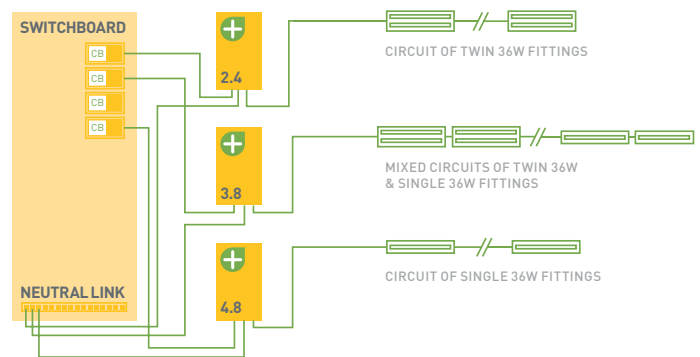 SWITCHBOARD
CB
CB
CB
CB
NEUTRAL LINK
2.4
3.8
4.8
CIRCUIT OF TWIN 36W FITTINGS
MIXED CIRCUITS OF TWIN 36W
& SINGLE 36W FITTINGS
CIRCUIT OF SINGLE 36W FITTINGS